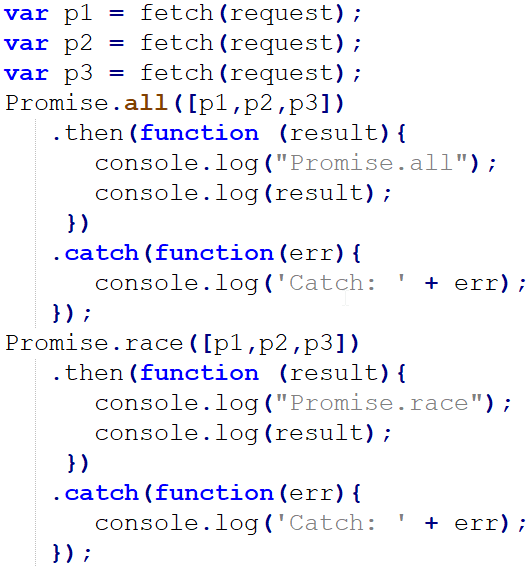 var p1 = fetch(request);
var p2 = fetch(request);
var p3 = fetch(request);
Promise.all([p1,p2,p3])
   .then(function (result){
      console.log("Promise.all");
      console.log(result);
    })
   .catch(function(err){
      console.log('Catch: ' + err);
   });
Promise.race([p1,p2,p3])
   .then(function (result){
      console.log("Promise.race");
      console.log(result);
    })
   .catch(function(err){
      console.log('Catch: ' + err);
   });